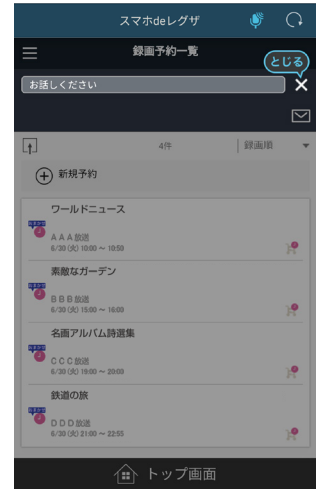 スマホdeレグザ
録画予約一覧
とじる
お話しください
4件
録画順
新規予約
ワールドニュース
ＡＡＡ放送
6/30 (火) 10:00 ～ 10:50
素敵なガーデン
ＢＢＢ放送
6/30 (火) 15:00 ～ 16:00
名画アルバム詩選集
ＣＣＣ放送
6/30 (火) 19:00 ～ 20:00
鉄道の旅
ＤＤＤ放送
6/30 (火) 21:00 ～ 22:55
トップ画面